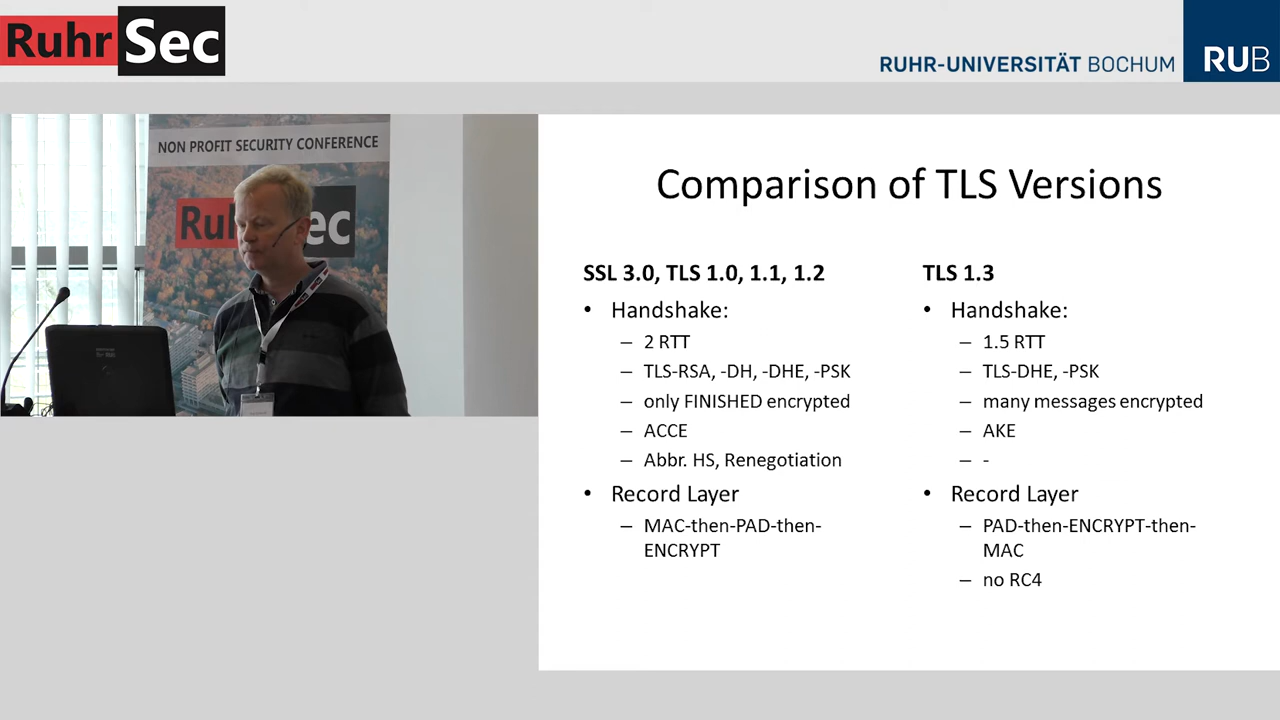 RuhrSec
RUHR-UNIVERSITÄT BOCHUM
RUB
NON PROFIT SECURITY CONFERENCE
Ruh ec
Comparison of TLS Versions
SSL 3.0, TLS 1.0, 1.1, 1.2
• Handshake:
– 2 RTT
– TLS-RSA, -DH, -DHE, -PSK
– only FINISHED encrypted
– ACCE
– Abbr. HS, Renegotiation
• Record Layer
– MAC-then-PAD-then-
ENCRYPT
TLS 1.3
• Handshake:
– 1.5 RTT
– TLS-DHE, -PSK
– many messages encrypted
– AKE
– -
• Record Layer
– PAD-then-ENCRYPT-then-
MAC
– no RC4